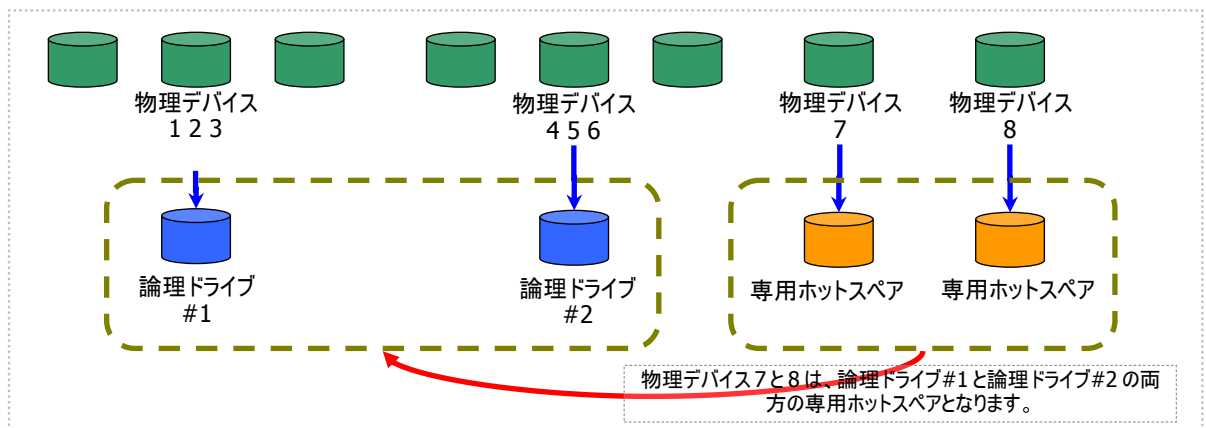 物理デバイス
1 2 3
物理デバイス
4 5 6
物理デバイス
7
物理デバイス
8
論理ドライブ
#1
論理ドライブ
#2
専用ホットスペア
専用ホットスペア
物理デバイス7と8は、論理ドライブ#1と論理ドライブ#2の両
方の専用ホットスペアとなります。